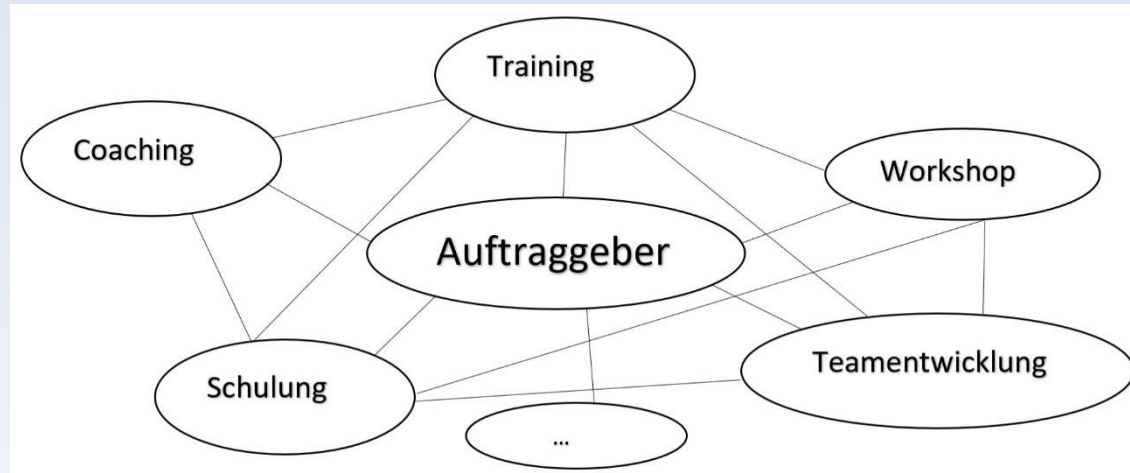 Training
Coaching
Workshop
Auftraggeber
Teamentwicklung
Schulung
...